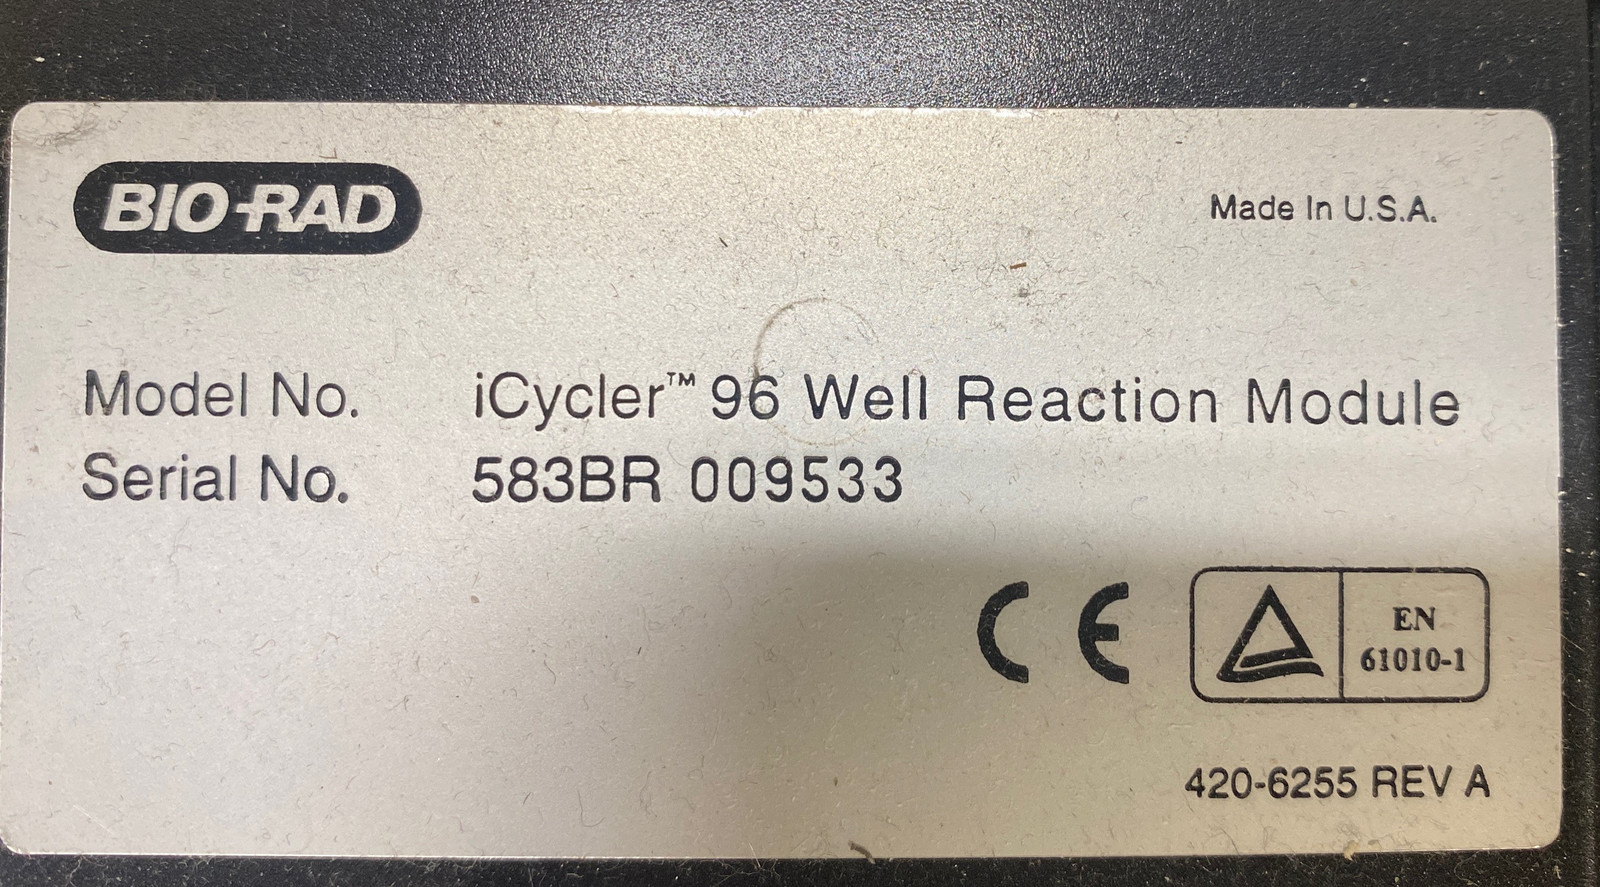 BIO-RAD
Made In U.S.A.
Model No. iCycler™ 96 Well Reaction Module
Serial No. 583BR 009533
CE
EN
61010-1
420-6255 REV A